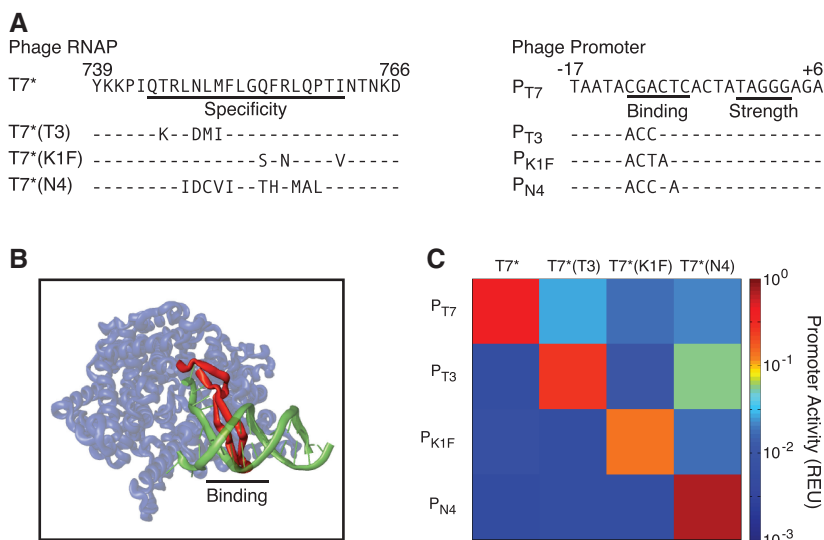 A
Phage RNAP
739 766
T7* YKKPIQTRLNLMFLGQFRLQPTINTNKD
Specificity
T7*(T3) ------K--DMI----------------
T7*(K1F) ---------------S-N----V-----
T7*(N4) --------IDCVI--TH-MAL-------
Phage Promoter
-17 +6
PT7 TAATACGACTCACTATAGGGAGA
Binding Strength
PT3 -----ACC---------------
PK1F -----ACTA--------------
PN4 -----ACC-A-------------
B
Binding
C
T7* T7*(T3) T7*(K1F) T7*(N4)
PT7
PT3
PK1F
PN4
10^0
10^-1
10^-2
10^-3
Promoter Activity (REU)